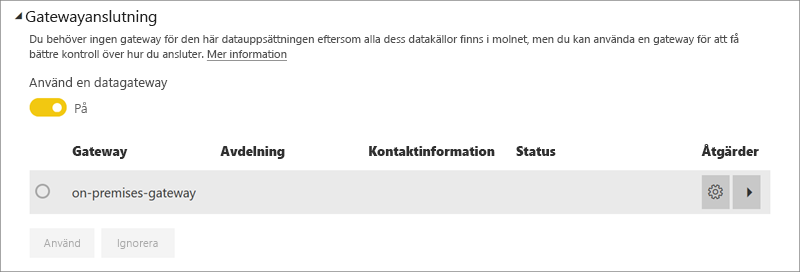 Gatewayanslutning
Du behöver ingen gateway för den här datauppsättningen eftersom alla dess datakällor finns i molnet, men du kan använda en gateway för att få
bättre kontroll över hur du ansluter. Mer information
Använd en datagateway
På
Gateway Avdelning Kontaktinformation Status Åtgärder
on-premises-gateway
Använd Ignorera